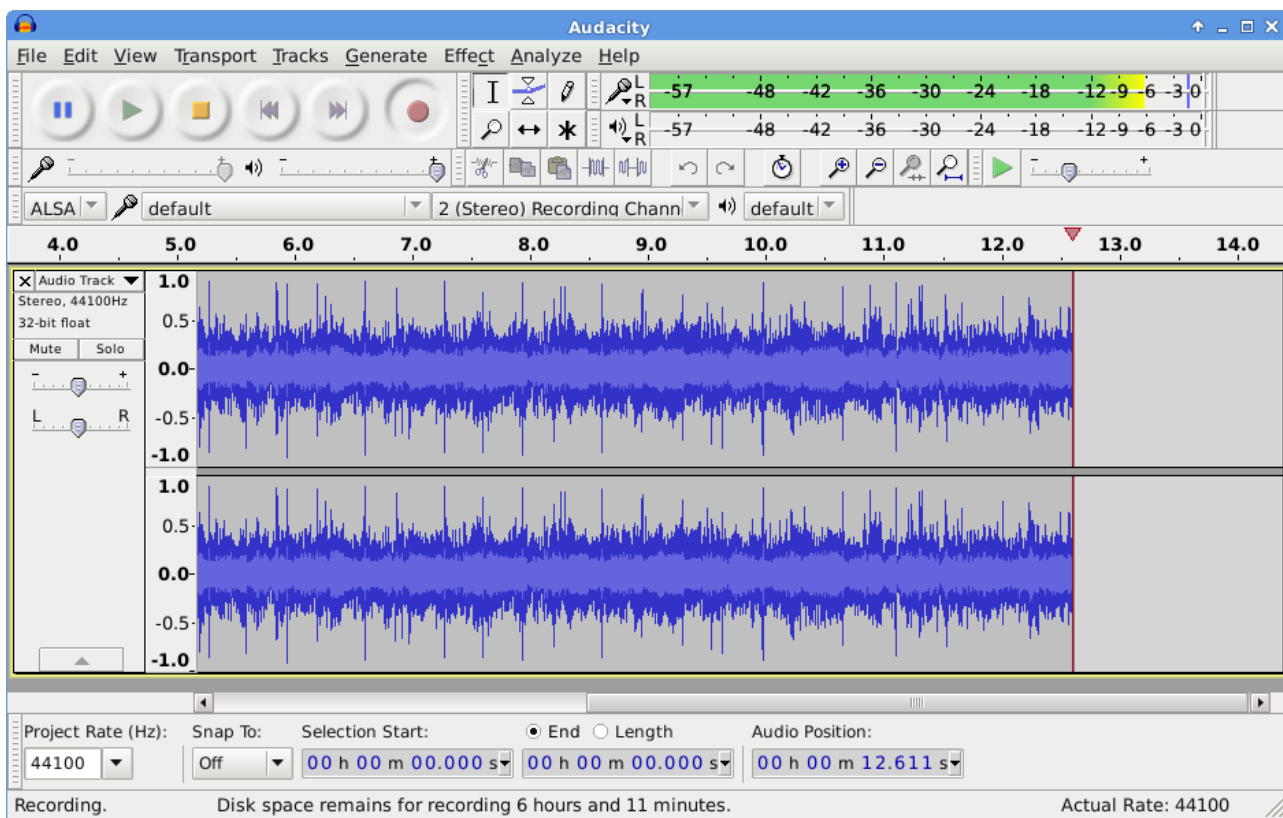 Audacity
File Edit View Transport Tracks Generate Effect Analyze Help
L
R
-57 -48 -42 -36 -30 -24 -18 -12 -9 -6 -3 0
L
R
-57 -48 -42 -36 -30 -24 -18 -12 -9 -6 -3 0
- + - + - +
ALSA default 2 (Stereo) Recording Chann default
4.0 5.0 6.0 7.0 8.0 9.0 10.0 11.0 12.0 13.0 14.0
Audio Track
Stereo, 44100Hz
32-bit float
Mute Solo
- +
L R
1.0
0.5
0.0
-0.5
-1.0
1.0
0.5
0.0
-0.5
-1.0
Project Rate (Hz): Snap To: Selection Start: End Length Audio Position:
44100 Off 00 h 00 m 00.000 s 00 h 00 m 00.000 s 00 h 00 m 12.611 s
Recording. Disk space remains for recording 6 hours and 11 minutes. Actual Rate: 44100